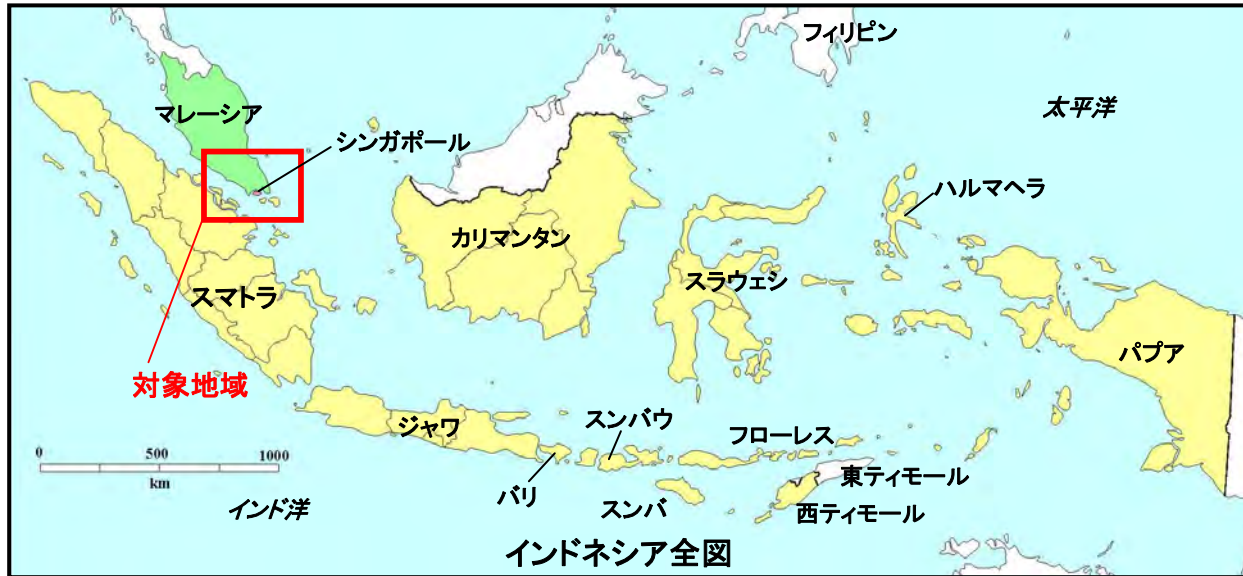 フィリピン
太平洋
マレーシア
シンガポール
ハルマヘラ
カリマンタン
スラウェシ
スマトラ
パプア
対象地域
ジャワ
スンバウ
フローレス
0 500 1000
km
バリ
スンバ
東ティモール
西ティモール
インド洋
インドネシア全図